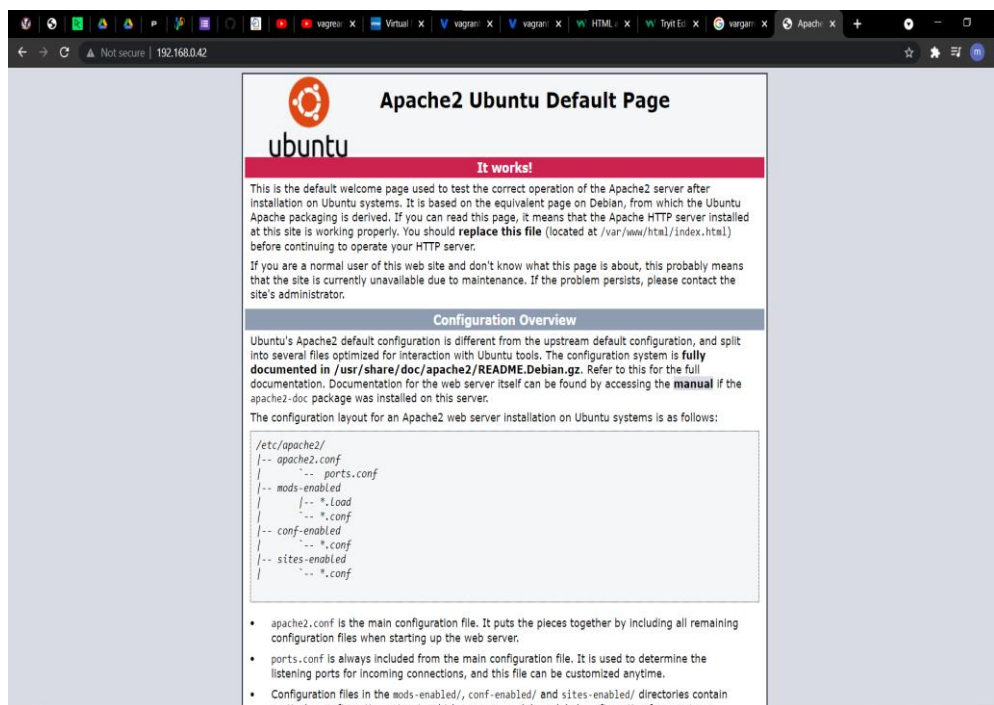 vagrear
Virtual
vagrant
vagrant
HTML
Tryit Ed
vargarn
Apache
Not secure | 192.168.0.42
m
ubuntu
Apache2 Ubuntu Default Page
It works!
This is the default welcome page used to test the correct operation of the Apache2 server after
installation on Ubuntu systems. It is based on the equivalent page on Debian, from which the Ubuntu
Apache packaging is derived. If you can read this page, it means that the Apache HTTP server installed
at this site is working properly. You should replace this file (located at /var/www/html/index.html)
before continuing to operate your HTTP server.
If you are a normal user of this web site and don't know what this page is about, this probably means
that the site is currently unavailable due to maintenance. If the problem persists, please contact the
site's administrator.
Configuration Overview
Ubuntu's Apache2 default configuration is different from the upstream default configuration, and split
into several files optimized for interaction with Ubuntu tools. The configuration system is fully
documented in /usr/share/doc/apache2/README.Debian.gz. Refer to this for the full
documentation. Documentation for the web server itself can be found by accessing the manual if the
apache2-doc package was installed on this server.
The configuration layout for an Apache2 web server installation on Ubuntu systems is as follows:
/etc/apache2/
|-- apache2.conf
|       `-- ports.conf
|-- mods-enabled
|       |-- *.load
|       `-- *.conf
|-- conf-enabled
|       `-- *.conf
|-- sites-enabled
|       `-- *.conf
• apache2.conf is the main configuration file. It puts the pieces together by including all remaining
configuration files when starting up the web server.
• ports.conf is always included from the main configuration file. It is used to determine the
listening ports for incoming connections, and this file can be customized anytime.
• Configuration files in the mods-enabled/, conf-enabled/ and sites-enabled/ directories contain